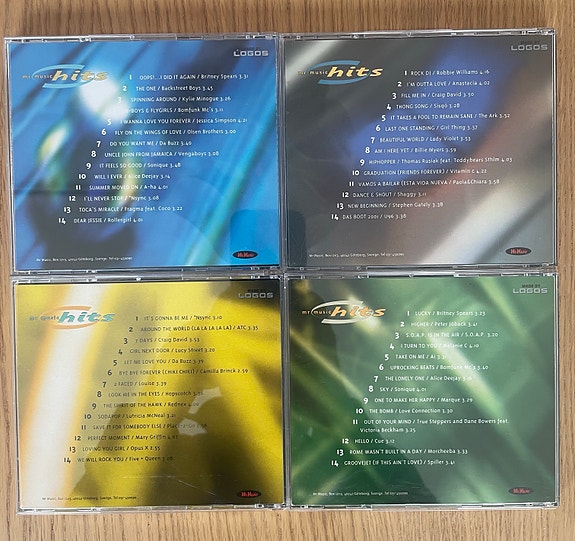 LOGOS
mr music hits
1 OOPS!...I DID IT AGAIN / Britney Spears 3.31
2 THE ONE / Backstreet Boys 3.45
3 SPINNING AROUND / Kylie Minogue 3.26
B-BOYS & FLYGIRLS / Bomfunk Mc's 3.11
5 I WANNA LOVE YOU FOREVER / Jessica Simpson 4.21
6 FLY ON THE WINGS OF LOVE / Olsen Brothers 3.00
7 DO YOU WANT ME / Da Buzz 3.39
8 UNCLE JOHN FROM JAMAICA / Vengaboys 3.08
9 IT FEELS SO GOOD / Sonique 3.48
10 WILL I EVER / Alice Deejay 3.14
11 SUMMER MOVED ON / A-ha 4.01
12 I'LL NEVER STOP / 'Nsync 3.08
13 TOCA'S MIRACLE / Fragma feat. Coco 3.22
14 DEAR JESSIE / Rollergirl 4.01
Mr Music
LOGOS
mr music hits
1 ROCK DJ / Robbie Williams 4.16
2 I'M OUTTA LOVE / Anastacia 4.02
3 FILL ME IN / Craig David 3.50
4 THONG SONG / Sisqó 3.28
5 IT TAKES A FOOL TO REMAIN SANE / The Ark 3.52
6 LAST ONE STANDING / Girl Thing 3.37
7 BEAUTIFUL WORLD / Lady Violet 3.53
8 AM I HERE YET / Billie Myers 3.59
9 HIPHOPPER / Thomas Rusiak feat. Teddybears Sthlm 4.03
10 GRADUATION (FRIENDS FOREVER) / Vitamin C 4.21
11 VAMOS A BAILAR (ESTA VIDA NUEVA) / Paola&Chiara 3.58
12 DANCE & SHOUT / Shaggy 3.51
13 NEW BEGINNING / Stephen Gately 3.38
14 DAS BOOT 2001 / U96 3.38
Mr Music
LOGOS
mr music hits
1 IT'S GONNA BE ME / 'Nsync 3.10
2 AROUND THE WORLD (LA LA LA LA LA) / ATC 3.35
3 7 DAYS / Craig David 3.53
4 GIRL NEXT DOOR / Lucy Street 3.20
5 LET ME LOVE YOU / Da Buzz 3.39
6 BYE BYE FOREVER (CHIKI CHIKI) / Camilla Brinck 2.59
7 2 FACED / Louise 3.39
8 LOOK ME IN THE EYES / Hopscotch
9 THE SPIRIT OF THE HAWK / Rednex
10 SODAPOP / Lutricia McNeal
11 SAVE IT FOR SOMEBODY ELSE
12 PERFECT MOMENT / Mary Griffin
13 LOVING YOU GIRL / Opus X 2.55
14 WE WILL ROCK YOU / Five + Queen 3.08
Mr Music
MADE BY
LOGOS
mr music hits
1 LUCKY / Britney Spears 3.23
2 HIGHER / Peter Jöback 3.41
3 S.O.A.P. IS IN THE AIR / S.O.A.P. 3.20
4 I TURN TO YOU / Melanie C 4.10
5 TAKE ON ME / A1 3.31
6 UPROCKING BEATS / Bomfunk Mc's 3.40
7 THE LONELY ONE / Alice Deejay
8 SKY / Sonique 4.01
9 ONE TO MAKE HER HAPPY / Marque 3.29
10 THE BOMB / Love Connection 3.30
11 OUT OF YOUR MIND / True Steppers and Dane Bowers feat.
Victoria Beckham 3.25
12 HELLO / Cue 3.12
13 ROME WASN'T BUILT IN A DAY / Morcheeba 3.33
14 GROOVEJET (IF THIS AIN'T LOVE) / Spiller 3.41
Mr Music